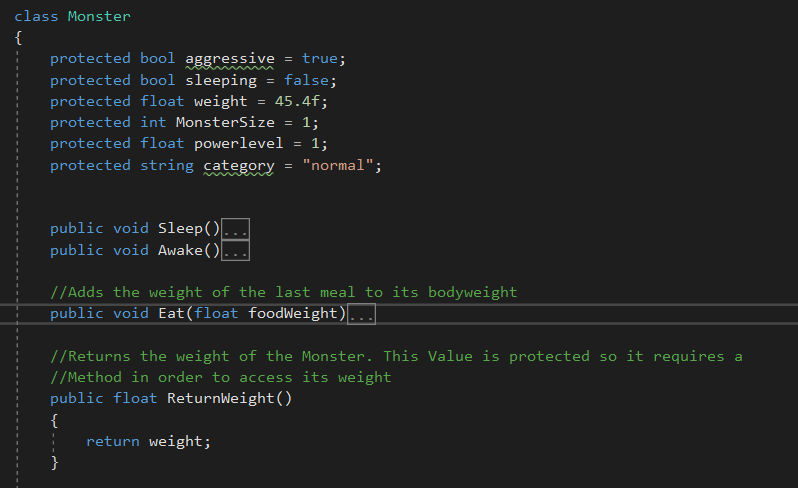 class Monster
{
    protected bool aggressive = true;
    protected bool sleeping = false;
    protected float weight = 45.4f;
    protected int MonsterSize = 1;
    protected float powerlevel = 1;
    protected string category = "normal";
    public void Sleep()...
    public void Awake()...
    //Adds the weight of the last meal to its bodyweight
    public void Eat(float foodWeight)...
    //Returns the weight of the Monster. This Value is protected so it requires a
    //Method in order to access its weight
    public float ReturnWeight()
    {
        return weight;
    }